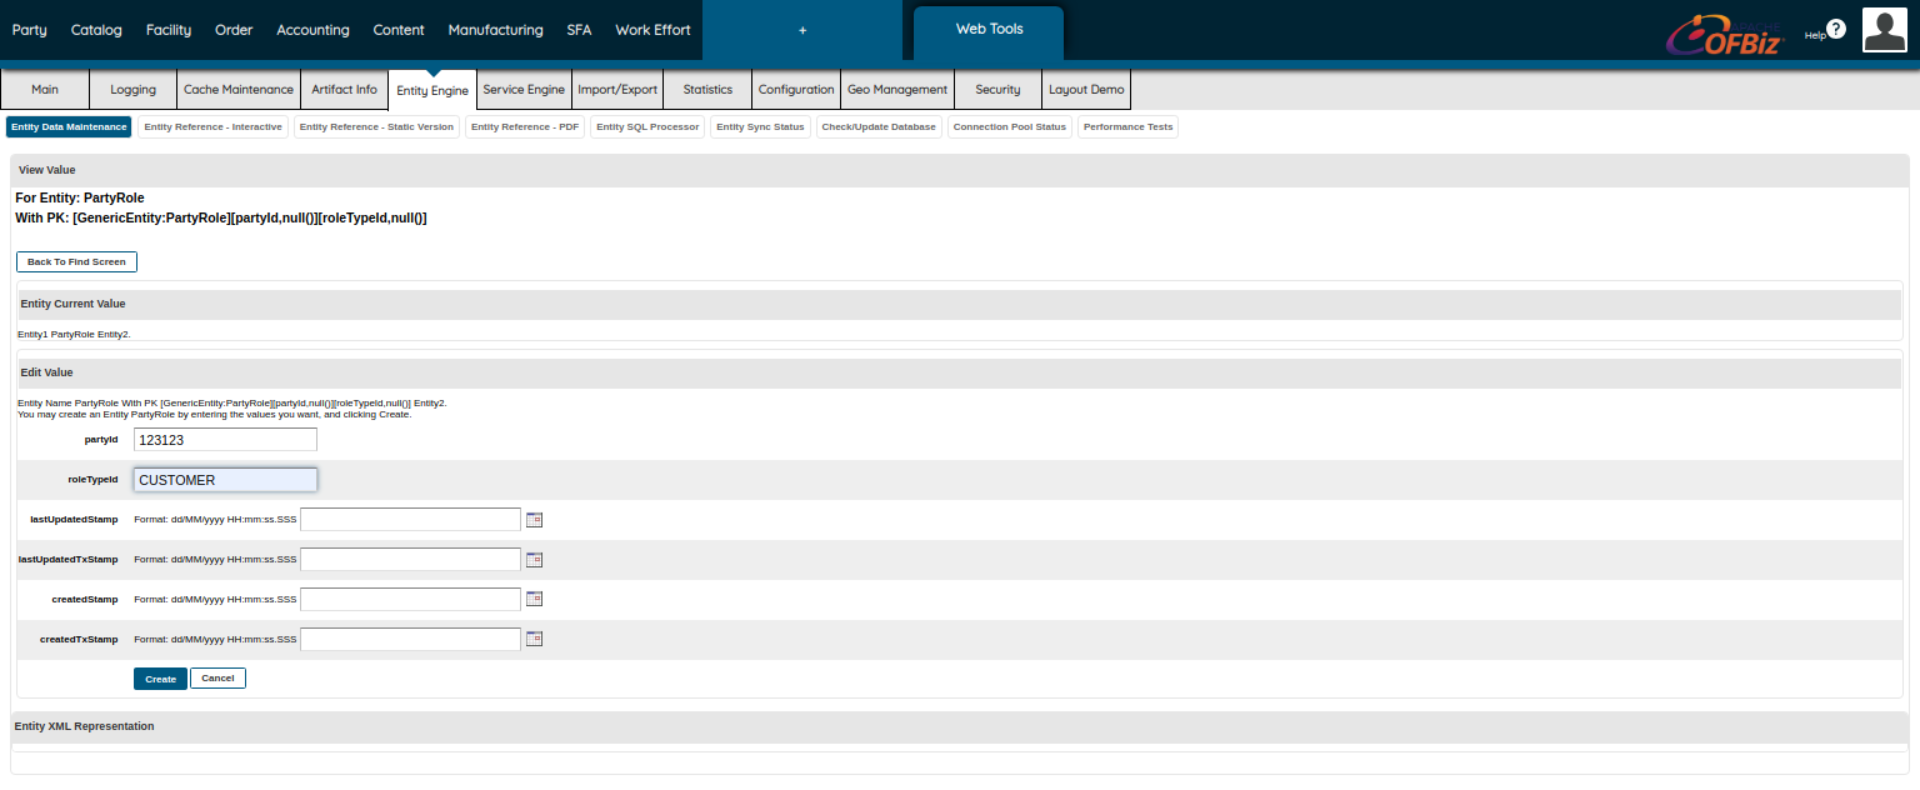 Party Catalog Facility Order Accounting Content Manufacturing SFA Work Effort + Web Tools APACHE OFBiz Help ?
Main Logging Cache Maintenance Artifact Info Entity Engine Service Engine Import/Export Statistics Configuration Geo Management Security Layout Demo
Entity Data Maintenance Entity Reference - Interactive Entity Reference - Static Version Entity Reference - PDF Entity SQL Processor Entity Sync Status Check/Update Database Connection Pool Status Performance Tests
View Value
For Entity: PartyRole
With PK: [GenericEntity:PartyRole][partyId,null()][roleTypeId,null()]
Back To Find Screen
Entity Current Value
Entity1 PartyRole Entity2.
Edit Value
Entity Name PartyRole With PK [GenericEntity:PartyRole][partyId,null()][roleTypeId,null()] Entity2.
You may create an Entity PartyRole by entering the values you want, and clicking Create.
partyId 123123
roleTypeId CUSTOMER
lastUpdatedStamp Format: dd/MM/yyyy HH:mm:ss.SSS
lastUpdatedTxStamp Format: dd/MM/yyyy HH:mm:ss.SSS
createdStamp Format: dd/MM/yyyy HH:mm:ss.SSS
createdTxStamp Format: dd/MM/yyyy HH:mm:ss.SSS
Create Cancel
Entity XML Representation